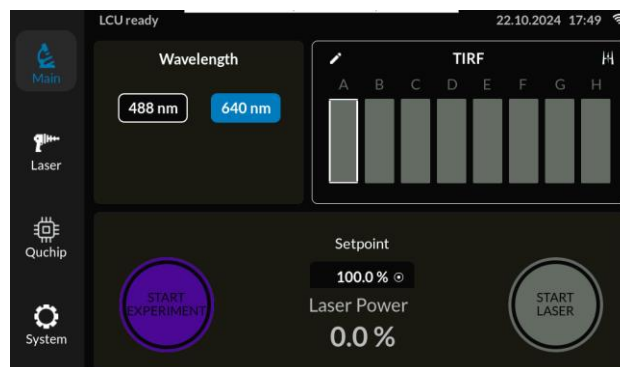 LCU ready
22.10.2024 17:49
Main
Laser
Quchip
System
Wavelength
488 nm
640 nm
TIRF
A B C D E F G H
Setpoint
100.0 %
Laser Power
0.0 %
START
EXPERIMENT
START
LASER